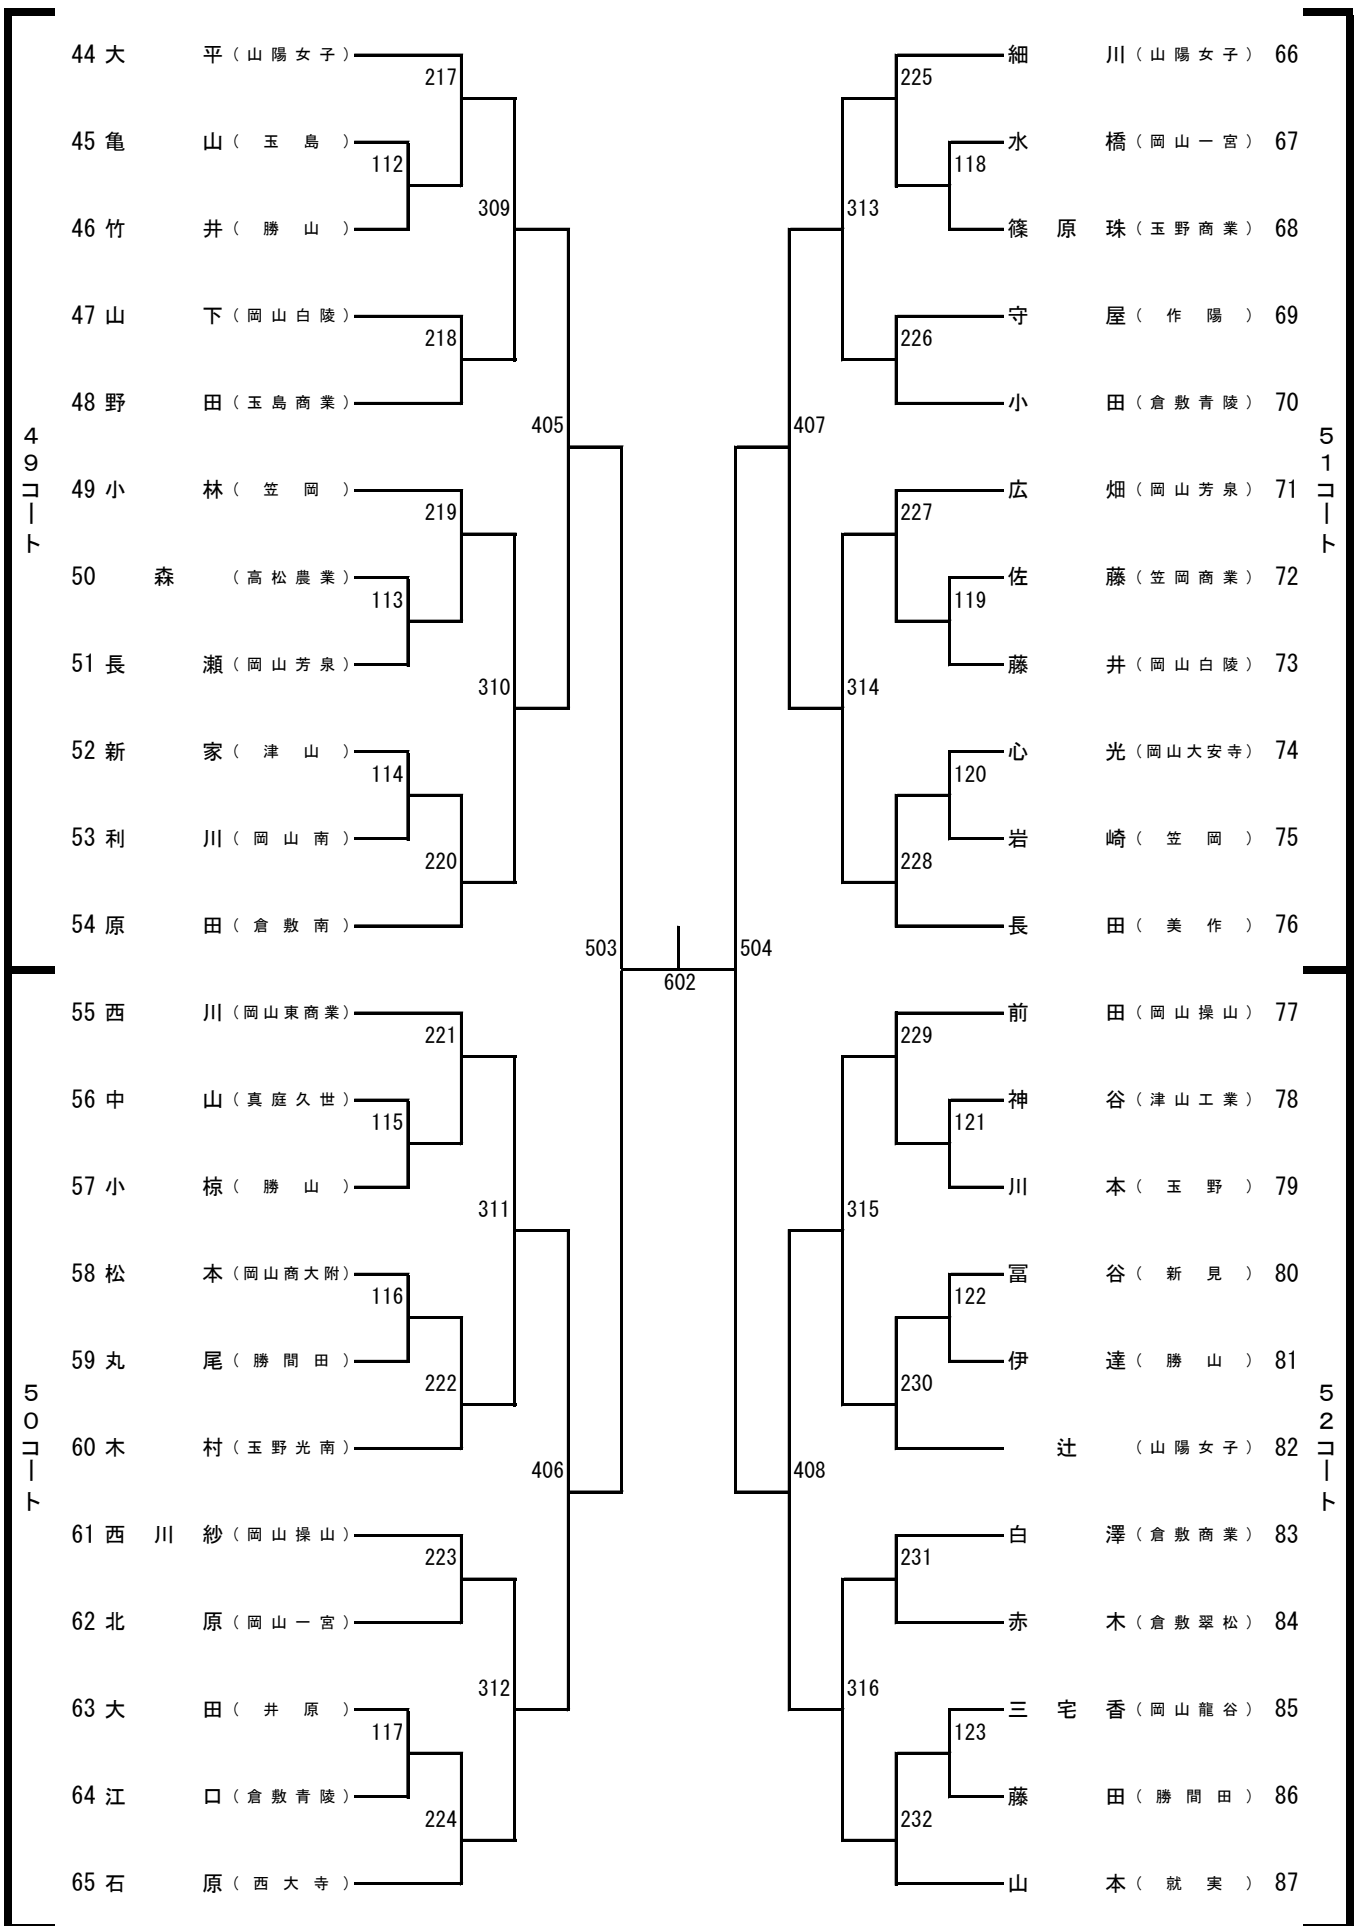 44 大平（山陽女子）
217
45 亀山（玉島）
112
309
46 竹井（勝山）
47 山下（岡山白陵）
218
48 野田（玉島商業）
405
49コート
49 小林（笠岡）
219
50 森（高松農業）
113
51 長瀬（岡山芳泉）
310
52 新家（津山）
114
53 利川（岡山南）
220
54 原田（倉敷南）
503
55 西川（岡山東商業）
221
56 中山（真庭久世）
115
57 小椋（勝山）
311
58 松本（岡山商大附）
116
59 丸尾（勝間田）
222
50コート
60 木村（玉野光南）
406
61 西川紗（岡山操山）
223
62 北原（岡山一宮）
312
63 大田（井原）
117
64 江口（倉敷青陵）
224
65 石原（西大寺）
602
細川（山陽女子） 66
225
水橋（岡山一宮） 67
118
313
篠原珠（玉野商業） 68
守屋（作陽） 69
226
小田（倉敷青陵） 70
407
51コート
広畑（岡山芳泉） 71
227
佐藤（笠岡商業） 72
119
藤井（岡山白陵） 73
314
心光（岡山大安寺） 74
120
岩崎（笠岡） 75
228
長田（美作） 76
504
前田（岡山操山） 77
229
神谷（津山工業） 78
121
川本（玉野） 79
315
冨谷（新見） 80
122
伊達（勝山） 81
230
52コート
辻（山陽女子） 82
408
白澤（倉敷商業） 83
231
赤木（倉敷翠松） 84
316
三宅香（岡山龍谷） 85
123
藤田（勝間田） 86
232
山本（就実） 87